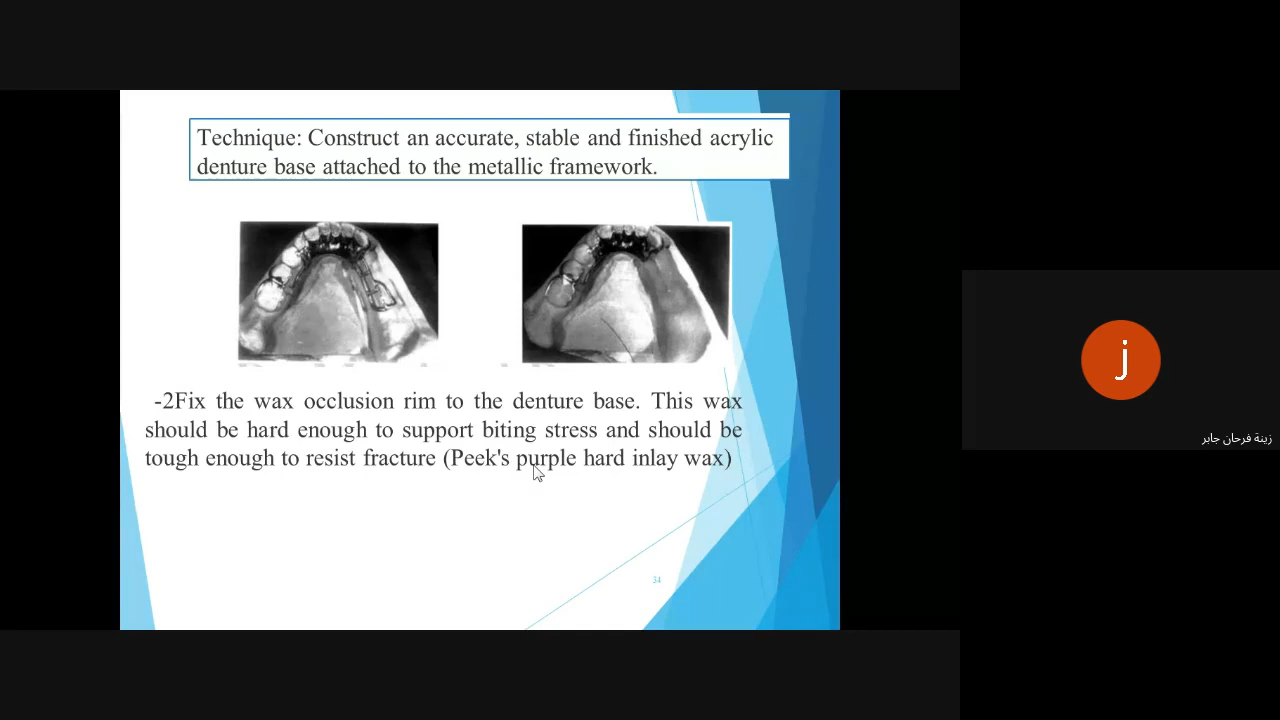 Technique: Construct an accurate, stable and finished acrylic
denture base attached to the metallic framework.
-2Fix the wax occlusion rim to the denture base. This wax
should be hard enough to support biting stress and should be
tough enough to resist fracture (Peek's purple hard inlay wax)
34
j
زينة فرحان جابر